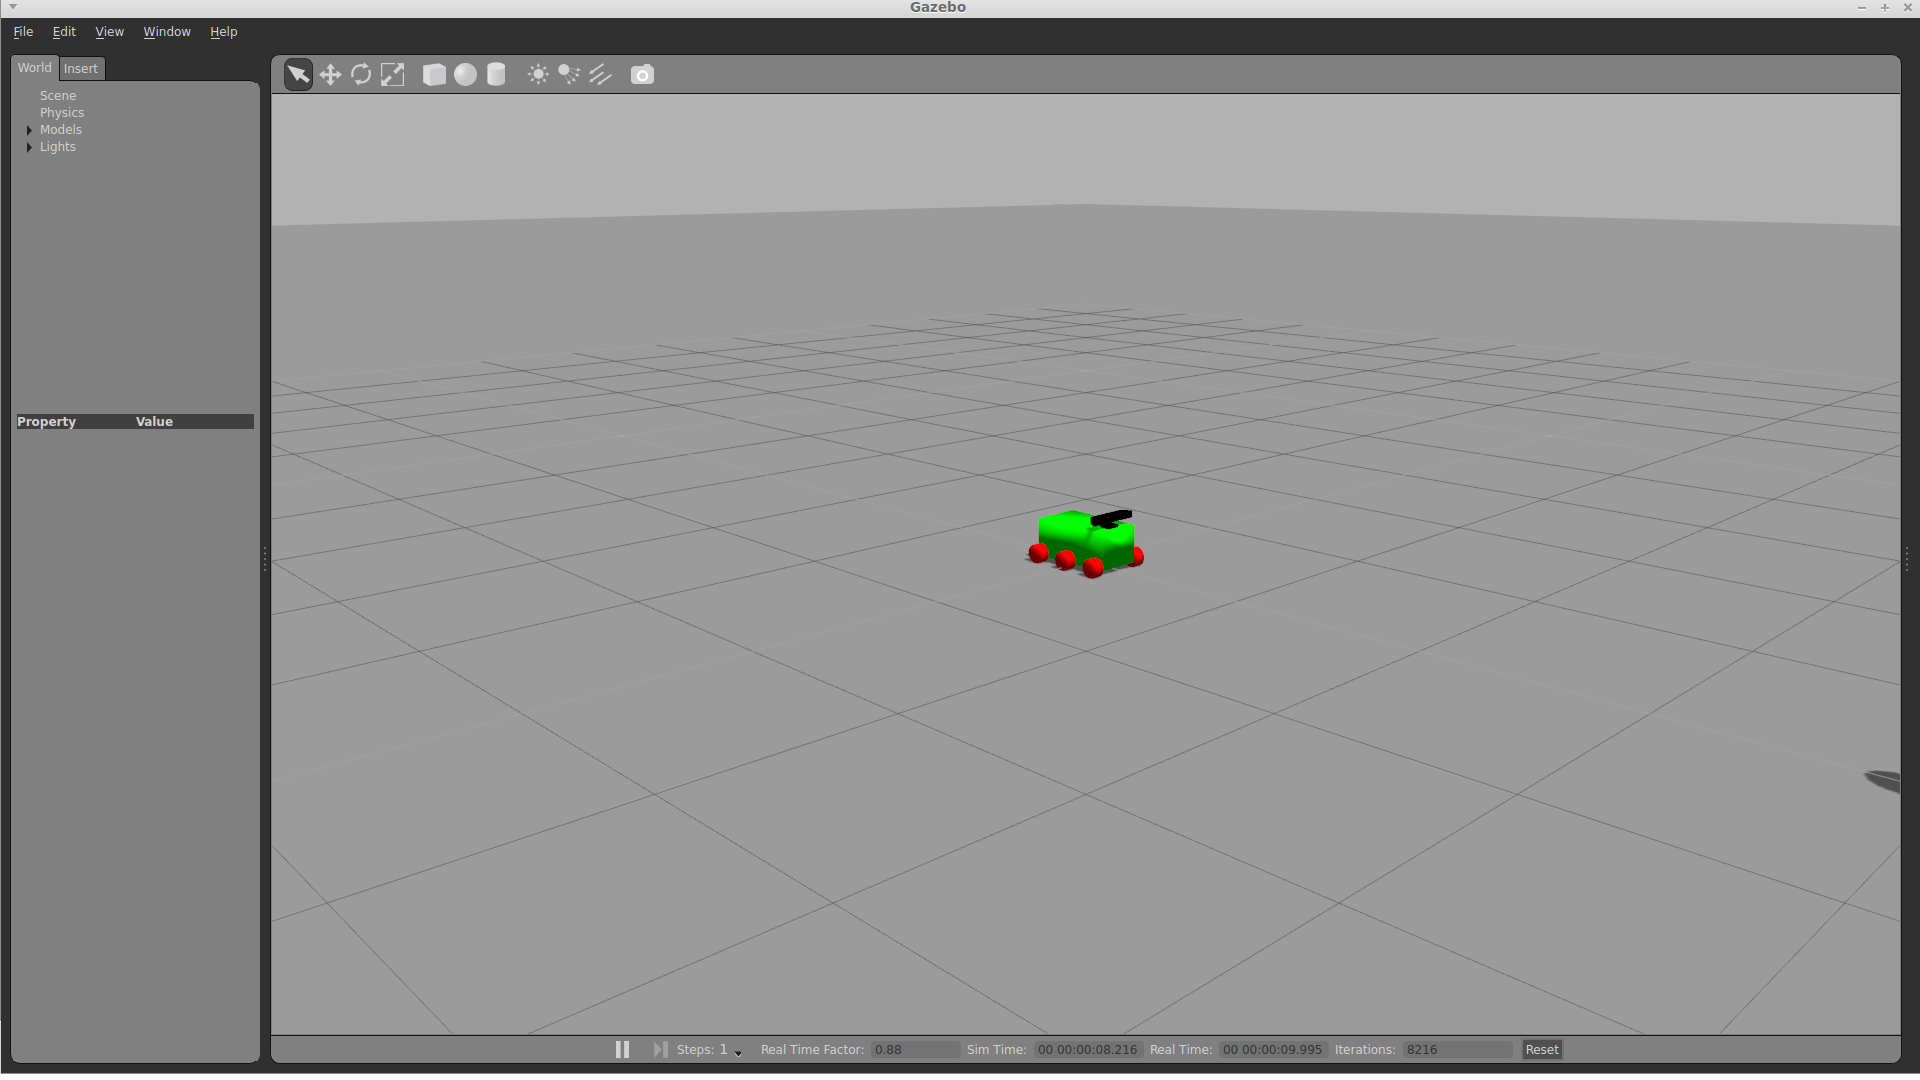 Gazebo
File Edit View Window Help
World Insert
Scene
Physics
Models
Lights
Property Value
Steps: 1 Real Time Factor: 0.88 Sim Time: 00 00:00:08.216 Real Time: 00 00:00:09.995 Iterations: 8216 Reset